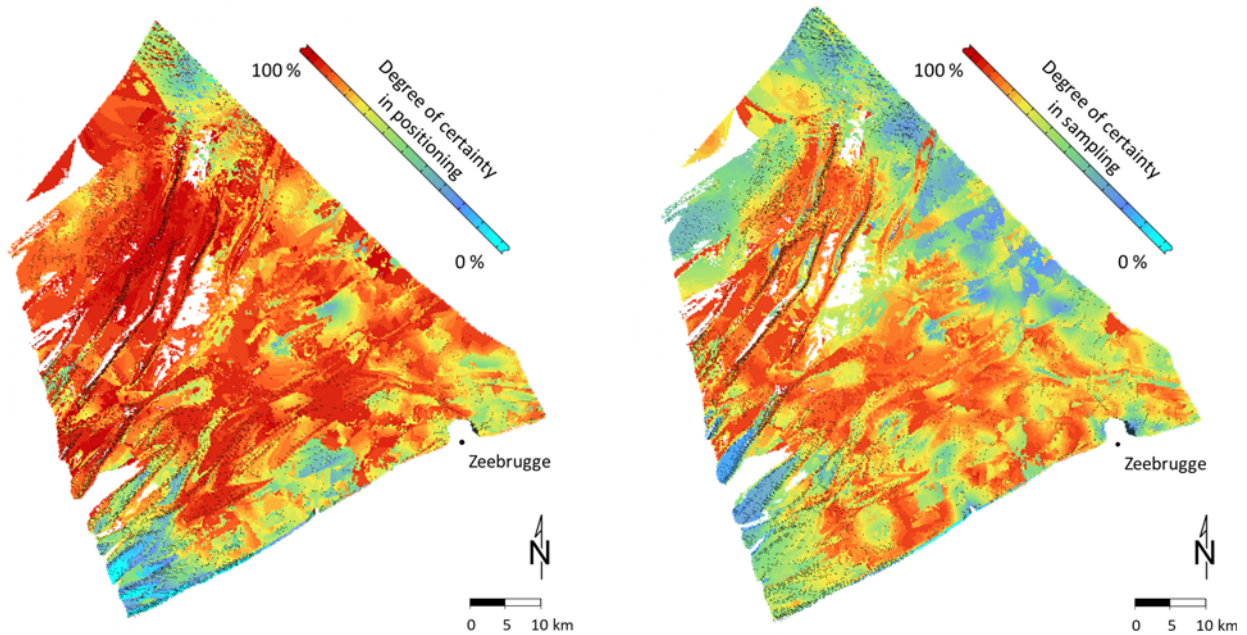 100 %
Degree of certainty
in positioning
0 %
Zeebrugge
N
0 5 10 km
100 %
Degree of certainty
in sampling
0 %
Zeebrugge
N
0 5 10 km